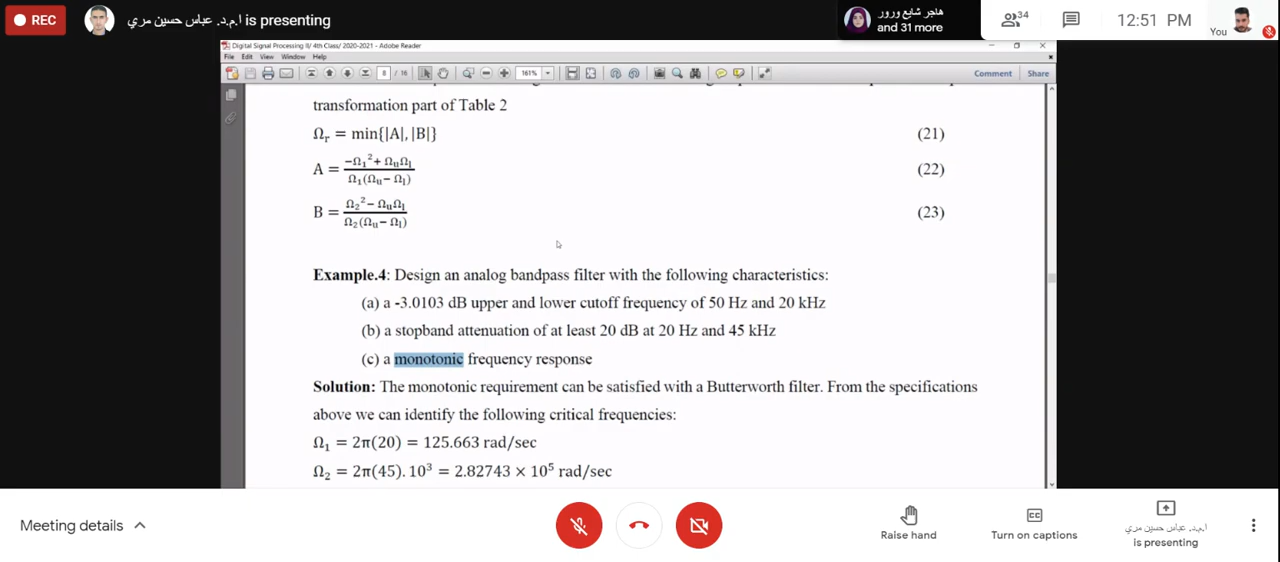 REC
ا.م.د. عباس حسين مري is presenting
هاجر شايع ورور
and 31 more
34
12:51 PM
You
Digital Signal Processing II/ 4th Class/ 2020-2021 - Adobe Reader
File Edit View Window Help
8 / 16
161%
Comment Share
transformation part of Table 2
Ωᵣ = min{|A|, |B|} (21)
A = (−Ω₁² + ΩᵤΩₗ) / (Ω₁(Ωᵤ − Ωₗ)) (22)
B = (Ω₂² − ΩᵤΩₗ) / (Ω₂(Ωᵤ − Ωₗ)) (23)
Example.4: Design an analog bandpass filter with the following characteristics:
(a) a -3.0103 dB upper and lower cutoff frequency of 50 Hz and 20 kHz
(b) a stopband attenuation of at least 20 dB at 20 Hz and 45 kHz
(c) a monotonic frequency response
Solution: The monotonic requirement can be satisfied with a Butterworth filter. From the specifications
above we can identify the following critical frequencies:
Ω₁ = 2π(20) = 125.663 rad/sec
Ω₂ = 2π(45). 10³ = 2.82743 × 10⁵ rad/sec
Meeting details
Raise hand
CC
Turn on captions
ا.م.د. عباس حسين مري
is presenting